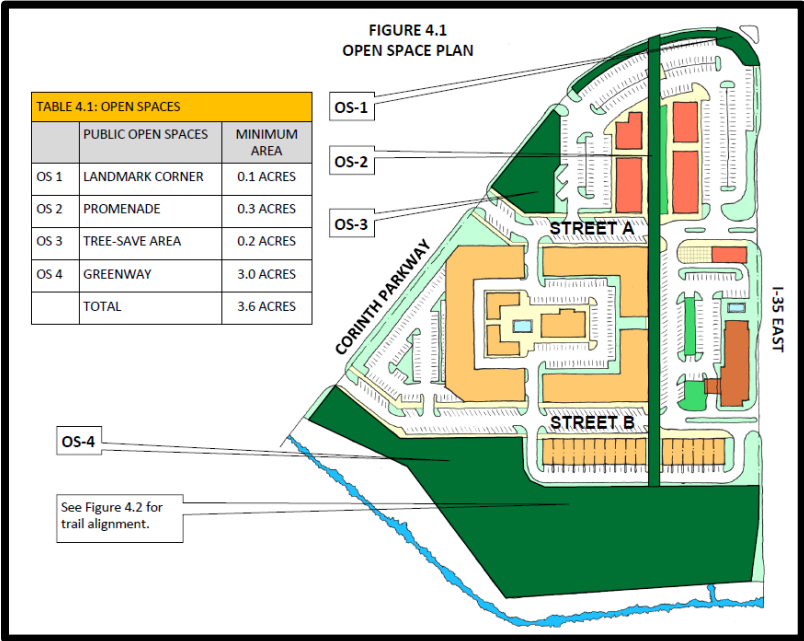 FIGURE 4.1
OPEN SPACE PLAN
TABLE 4.1: OPEN SPACES
PUBLIC OPEN SPACES MINIMUM AREA
OS 1 LANDMARK CORNER 0.1 ACRES
OS 2 PROMENADE 0.3 ACRES
OS 3 TREE-SAVE AREA 0.2 ACRES
OS 4 GREENWAY 3.0 ACRES
TOTAL 3.6 ACRES
OS-1
OS-2
OS-3
STREET A
CORINTH PARKWAY
I-35 EAST
STREET B
OS-4
See Figure 4.2 for
trail alignment.